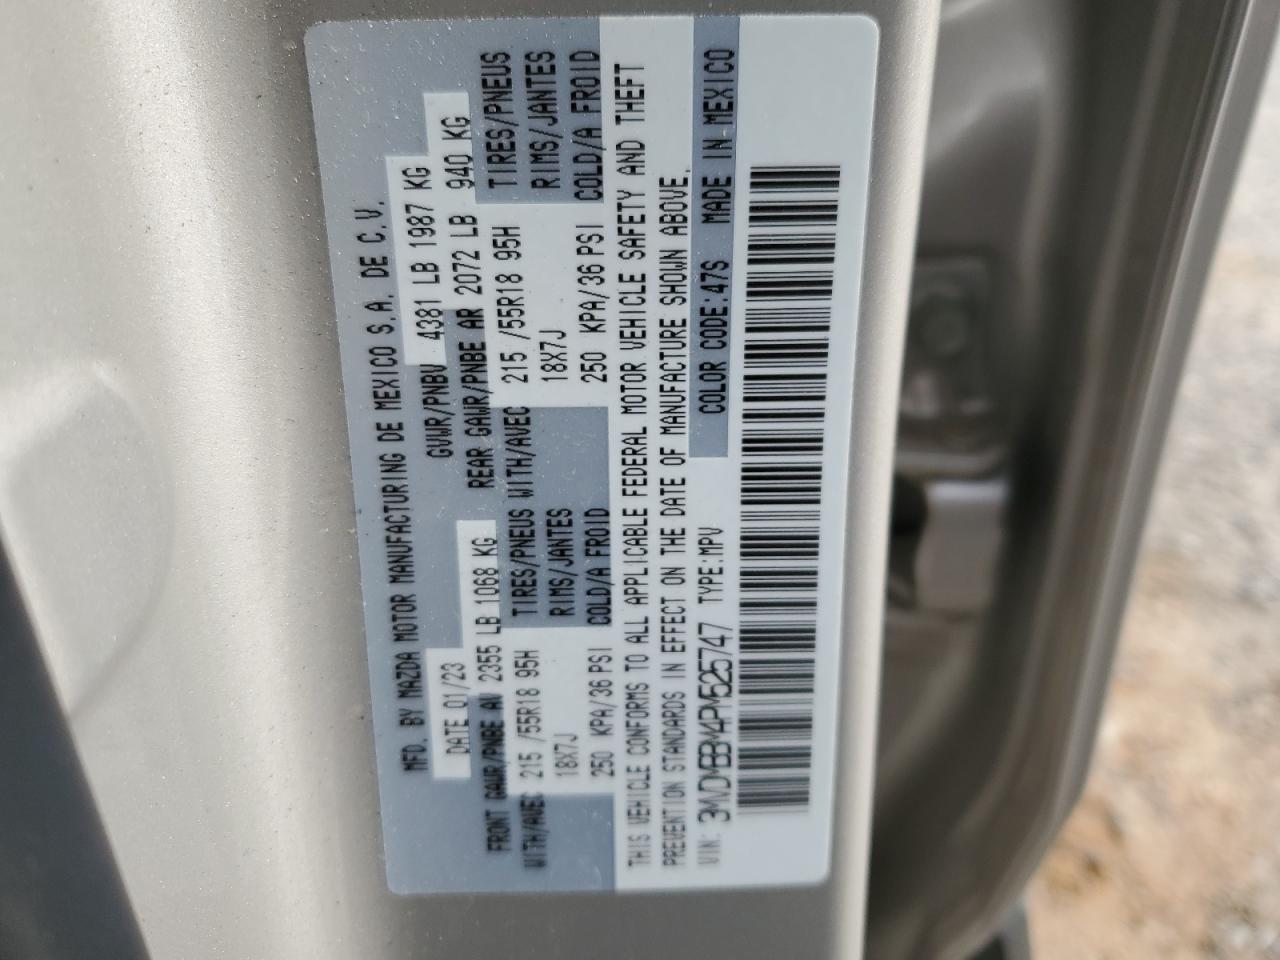 MFD. BY MAZDA MOTOR MANUFACTURING DE MEXICO S.A. DE C.V.
DATE 01/23 GVWR/PNBV 4381 LB 1987 KG
FRONT GAWR/PNBE AV 2355 LB 1068 KG REAR GAWR/PNBE AR 2072 LB 940 KG
WITH/AVEC 215 /55R18 95H TIRES/PNEUS WITH/AVEC 215 /55R18 95H TIRES/PNEUS
18X7J RIMS/JANTES 18X7J RIMS/JANTES
250 KPA/36 PSI COLD/A FROID 250 KPA/36 PSI COLD/A FROID
THIS VEHICLE CONFORMS TO ALL APPLICABLE FEDERAL MOTOR VEHICLE SAFETY AND THEFT
PREVENTION STANDARDS IN EFFECT ON THE DATE OF MANUFACTURE SHOWN ABOVE.
VIN: 3MVDMBBM4PM525747 TYPE:MPV COLOR CODE:47S MADE IN MEXICO